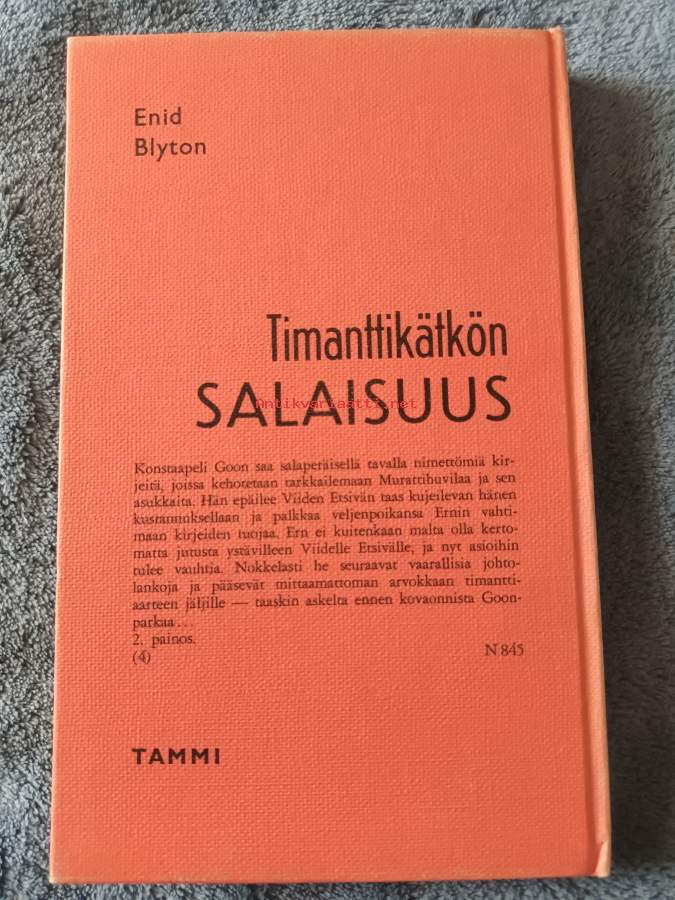 Enid
Blyton
Timanttikätkön
SALAISUUS
Antikvariaatti.net
Konstaapeli Goon saa salaperäisellä tavalla nimettömiä kir-
jeitä, joissa kehotetaan tarkkailemaan Murattihuvilaa ja sen
asukkaita. Hän epäilee Viiden Etsivän taas kujeilevan hänen
kustannuksellaan ja palkkaa veljenpoikansa Ernin vahti-
maan kirjeiden tuojaa. Ern ei kuitenkaan malta olla kerto-
matta jutusta ystävilleen Viidelle Etsivälle, ja nyt asioihin
tulee vauhtia. Nokkelasti he seuraavat vaarallisia johto-
lankoja ja pääsevät mittaamattoman arvokkaan timantti-
aarteen jäljille — taaskin askelta ennen kovaonnista Goon-
parkaa...
2. painos.
(4) N 845
TAMMI